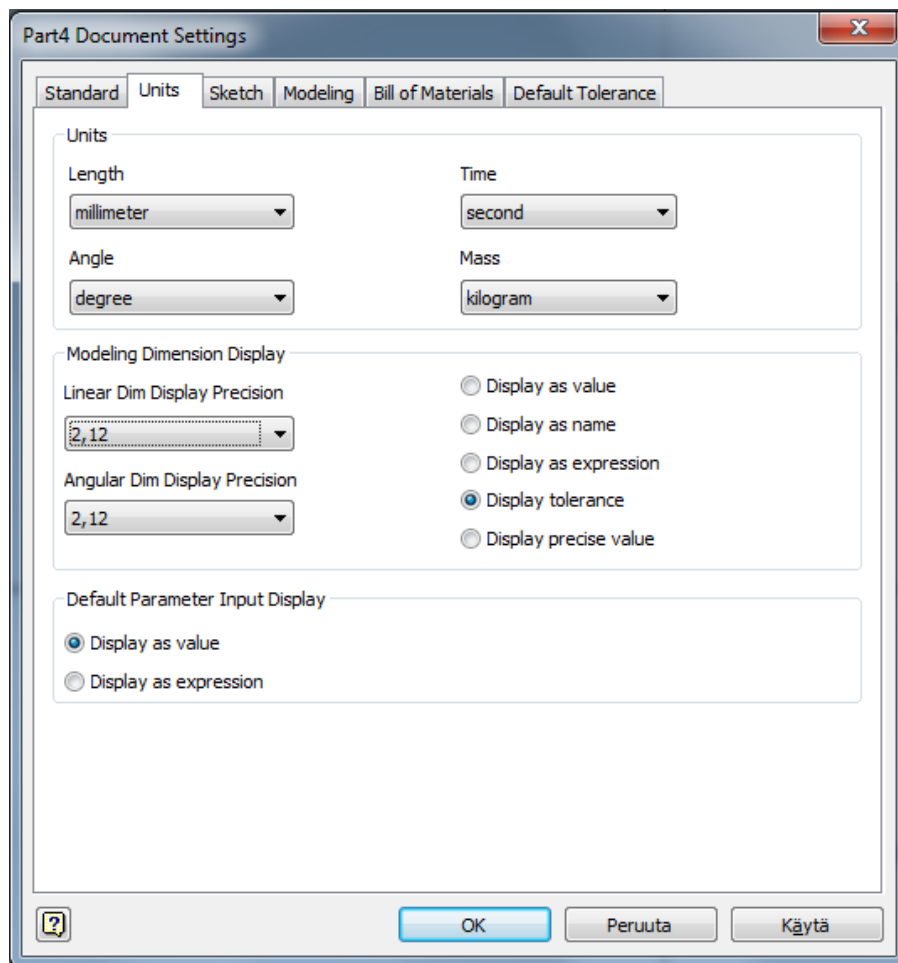 Part4 Document Settings
Standard Units Sketch Modeling Bill of Materials Default Tolerance
Units
Length Time
millimeter second
Angle Mass
degree kilogram
Modeling Dimension Display
Linear Dim Display Precision
2,12
Angular Dim Display Precision
2,12
Display as value
Display as name
Display as expression
Display tolerance
Display precise value
Default Parameter Input Display
Display as value
Display as expression
OK Peruuta Käytä